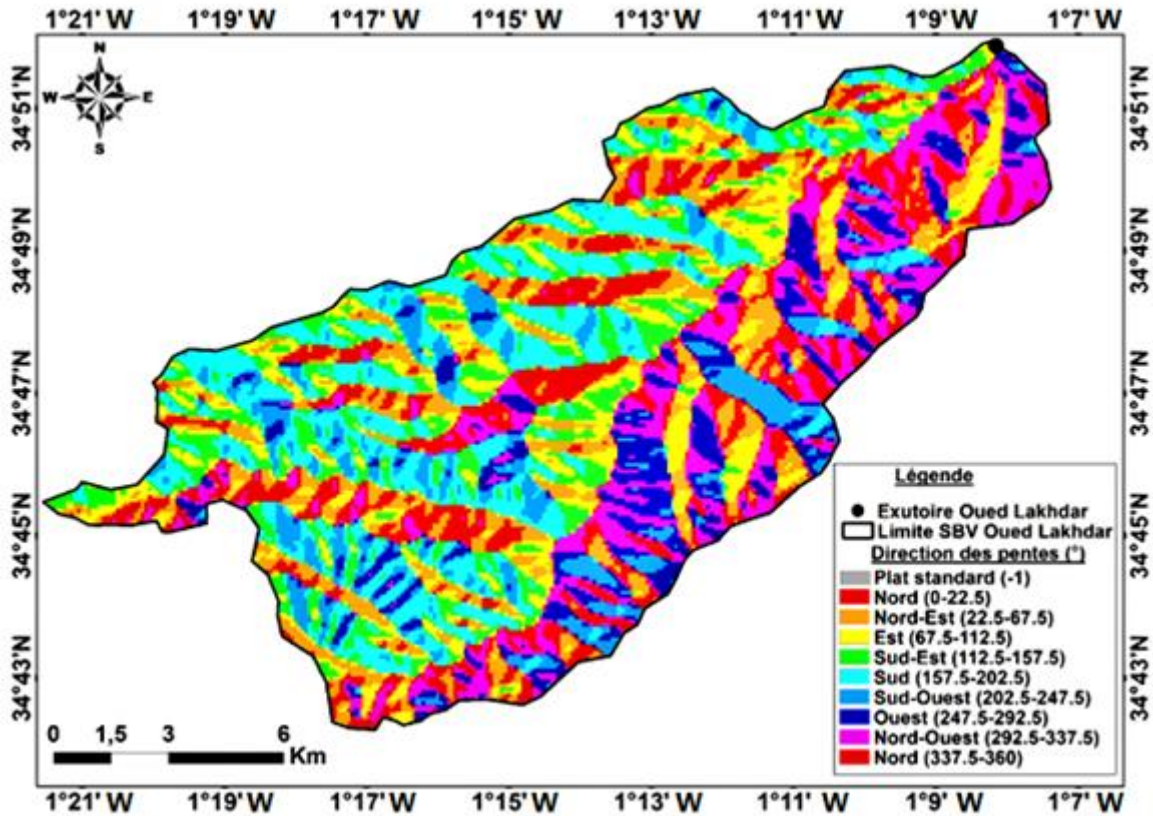 1°21' W 1°19' W 1°17' W 1°15' W 1°13' W 1°11' W 1°9' W 1°7' W
N
W E
S
34°51'N 34°51'N
34°49'N 34°49'N
34°47'N 34°47'N
34°45'N 34°45'N
34°43'N 34°43'N
Légende
Exutoire Oued Lakhdar
Limite SBV Oued Lakhdar
Direction des pentes (°)
Plat standard (-1)
Nord (0-22.5)
Nord-Est (22.5-67.5)
Est (67.5-112.5)
Sud-Est (112.5-157.5)
Sud (157.5-202.5)
Sud-Ouest (202.5-247.5)
Ouest (247.5-292.5)
Nord-Ouest (292.5-337.5)
Nord (337.5-360)
0 1,5 3 6
Km
1°21' W 1°19' W 1°17' W 1°15' W 1°13' W 1°11' W 1°9' W 1°7' W